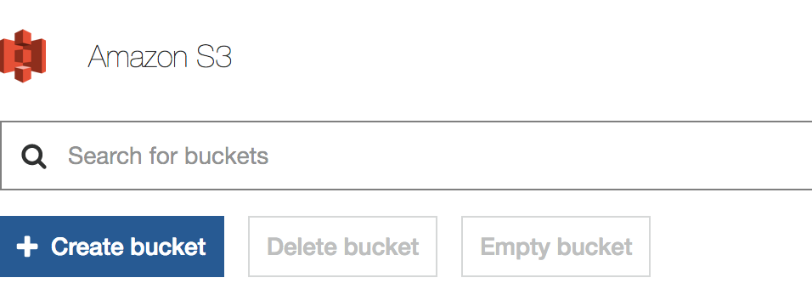 Amazon S3
Search for buckets
+ Create bucket Delete bucket Empty bucket